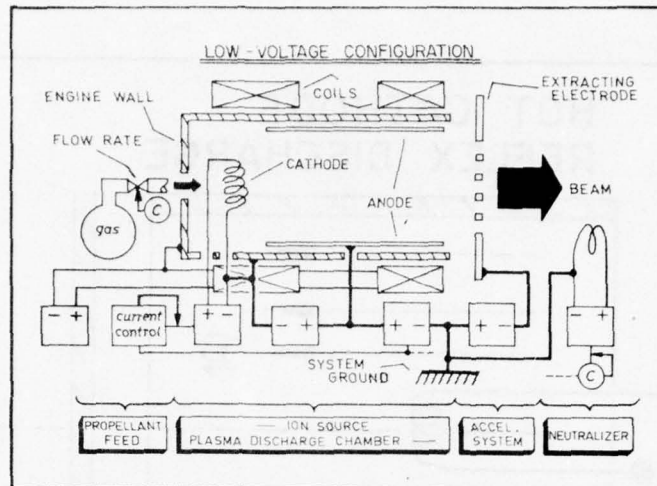 LOW-VOLTAGE CONFIGURATION
COILS
EXTRACTING
ELECTRODE
ENGINE WALL
FLOW RATE
CATHODE
ANODE
BEAM
gas
C
- +
current
control
+ -
- +
+ -
+ -
+ -
C
SYSTEM
GROUND
PROPELLANT
FEED
ION SOURCE
PLASMA DISCHARGE CHAMBER
ACCEL.
SYSTEM
NEUTRALIZER